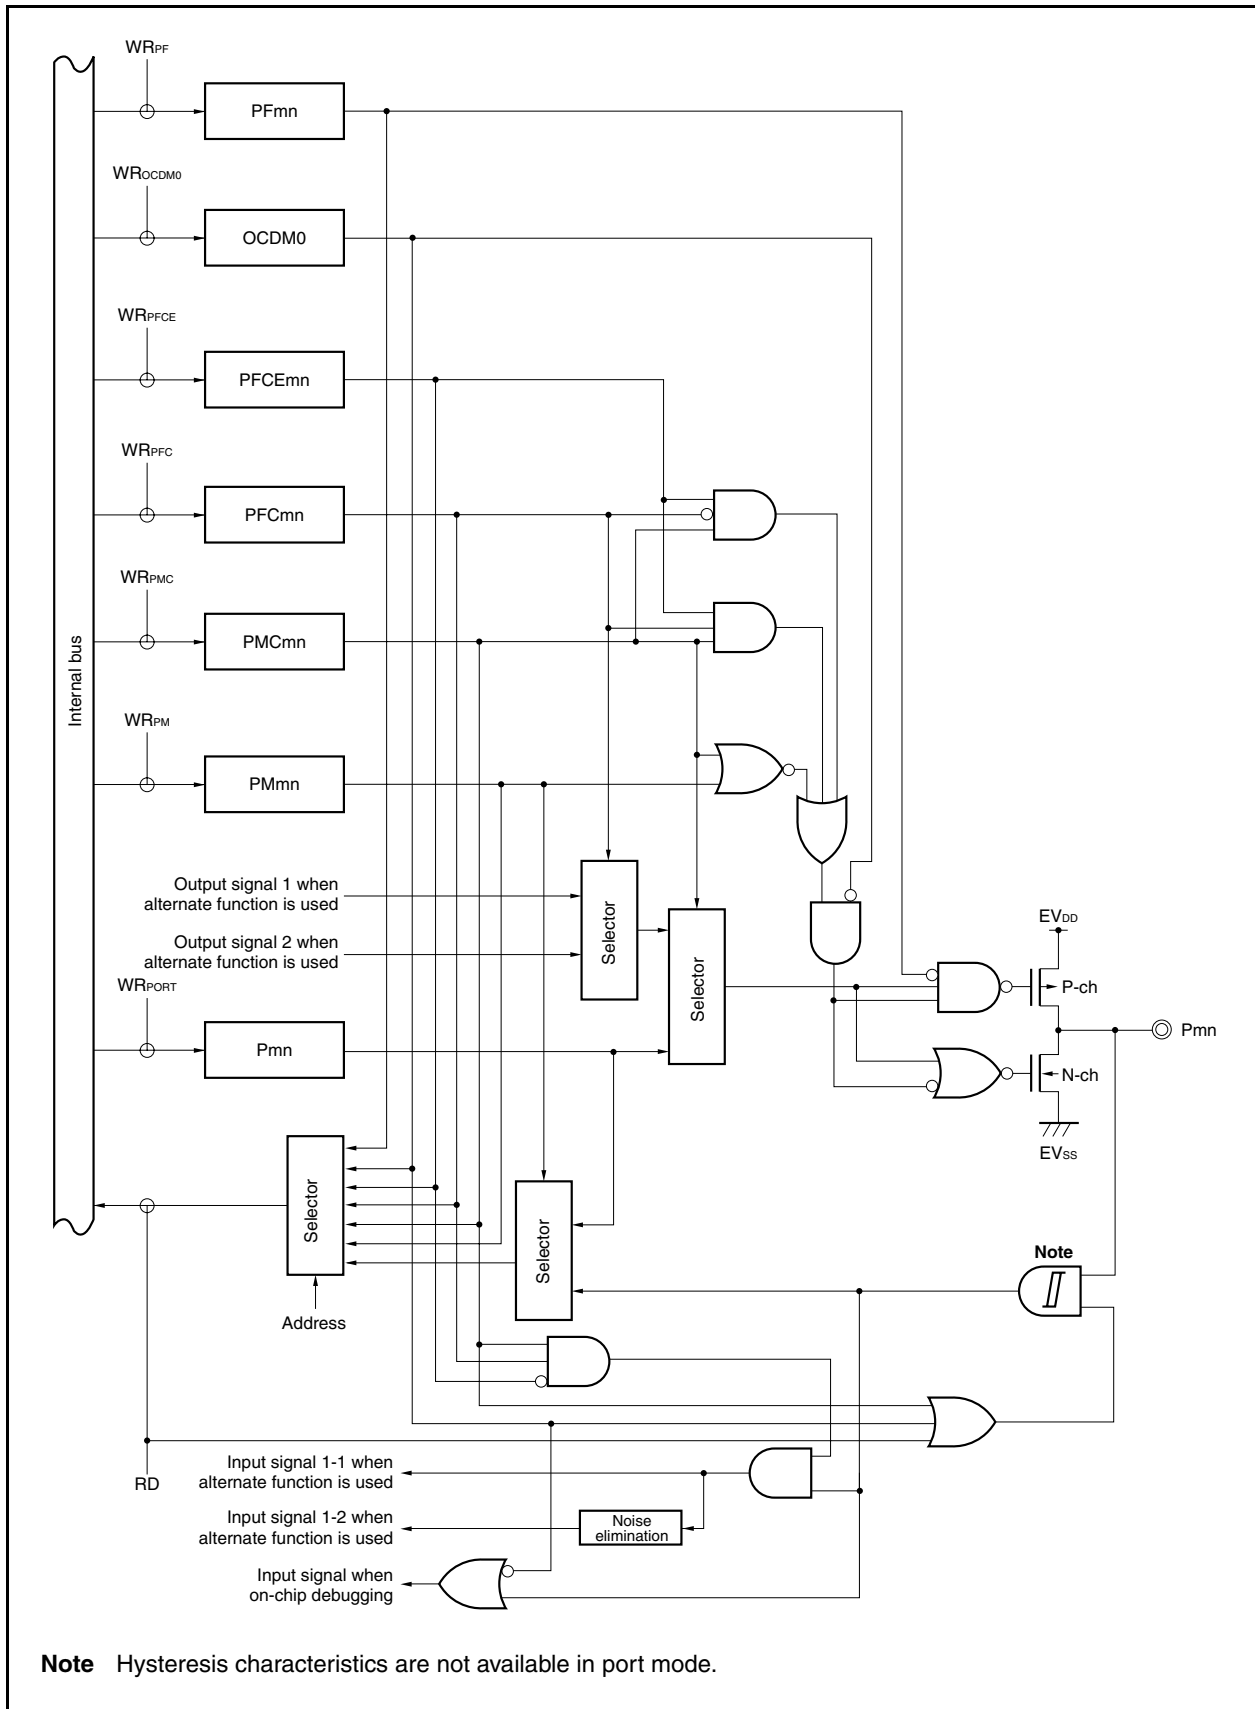 WRPF
PFmn
WROCDM0
OCDM0
WRPFCE
PFCEmn
WRPFC
PFCmn
WRPMC
PMCmn
Internal bus
WRPM
PMmn
Output signal 1 when
alternate function is used
Output signal 2 when
alternate function is used
Selector
Selector
WRPORT
Pmn
EVDD
P-ch
Pmn
N-ch
EVSS
Selector
Selector
Note
Address
RD
Input signal 1-1 when
alternate function is used
Input signal 1-2 when
alternate function is used
Noise
elimination
Input signal when
on-chip debugging
Note Hysteresis characteristics are not available in port mode.